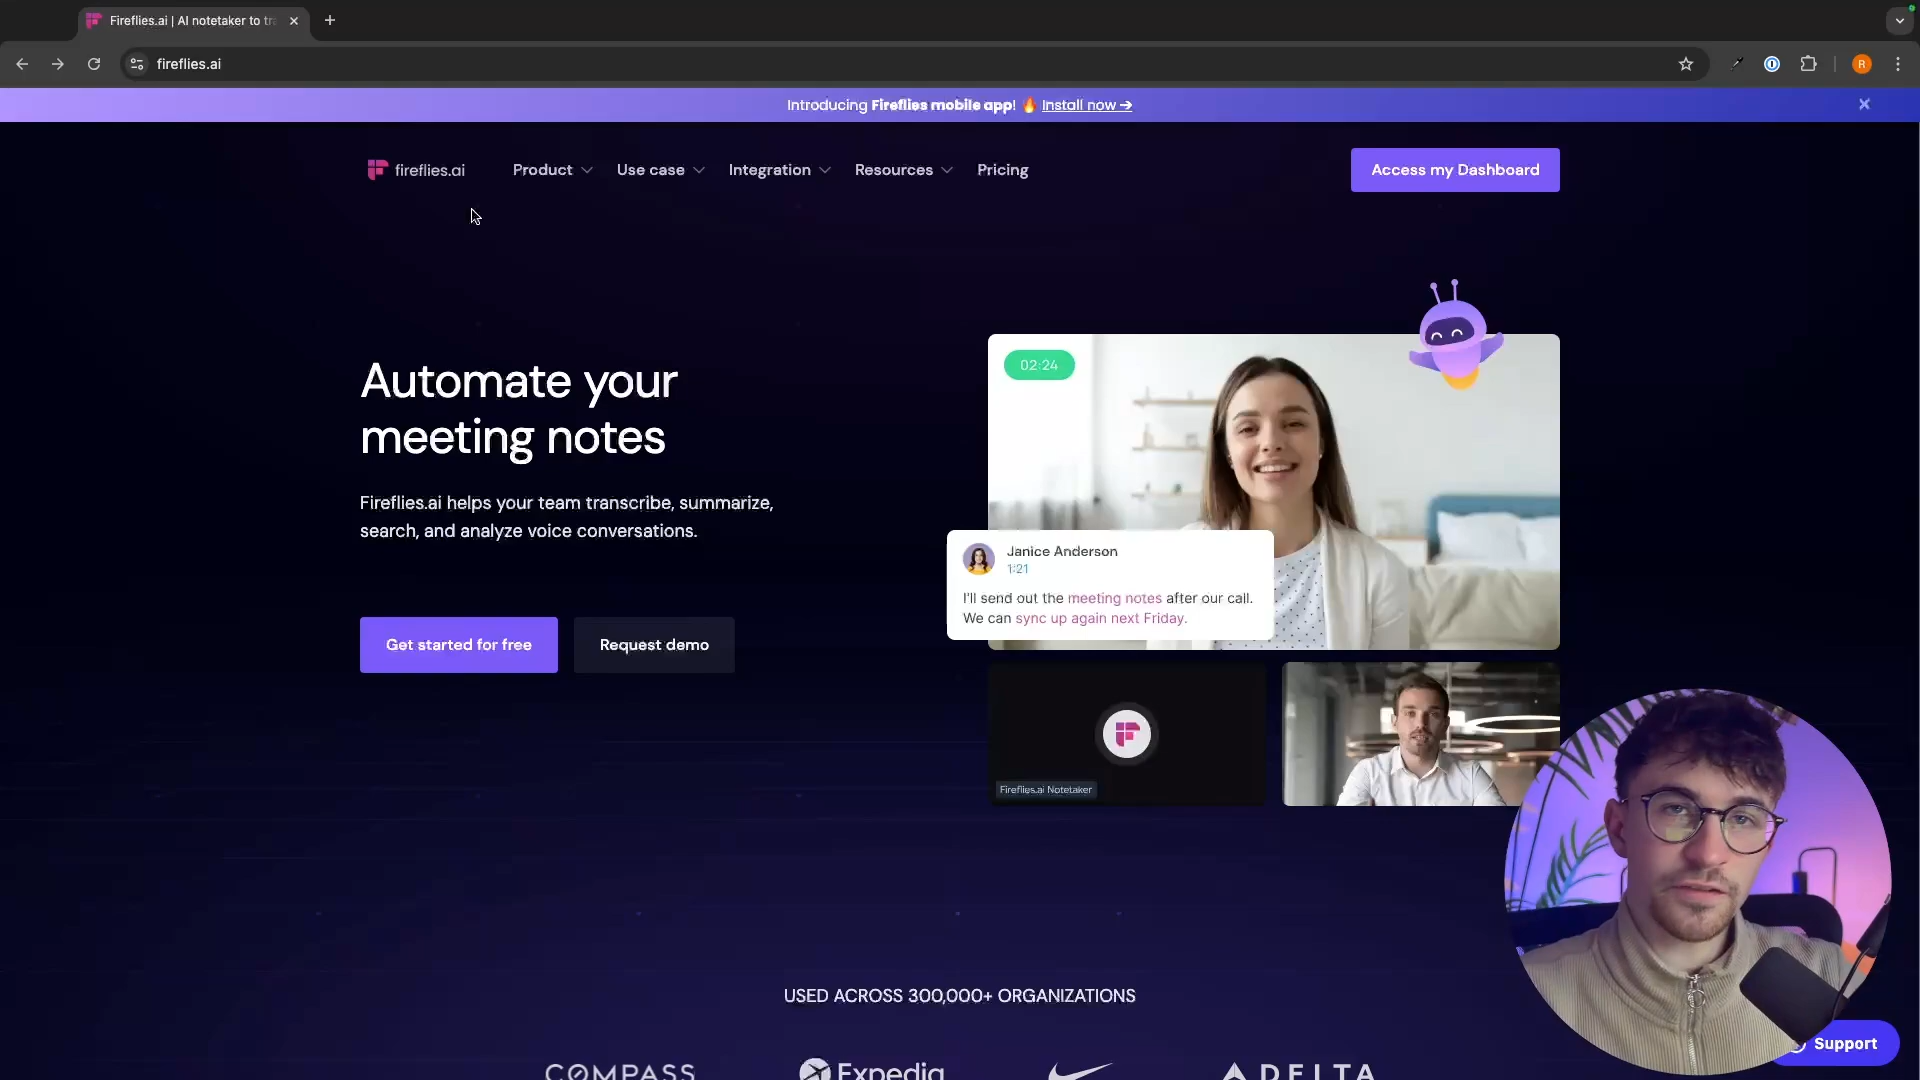 Fireflies.ai | AI notetaker to tr
fireflies.ai
R
Introducing Fireflies mobile app! 🔥 Install now →
fireflies.ai
Product
Use case
Integration
Resources
Pricing
Access my Dashboard
Automate your
meeting notes
Fireflies.ai helps your team transcribe, summarize,
search, and analyze voice conversations.
Get started for free
Request demo
02:24
Janice Anderson
1:21
I'll send out the meeting notes after our call.
We can sync up again next Friday.
Fireflies.ai Notetaker
USED ACROSS 300,000+ ORGANIZATIONS
COMPASS
Expedia
DELTA
Support